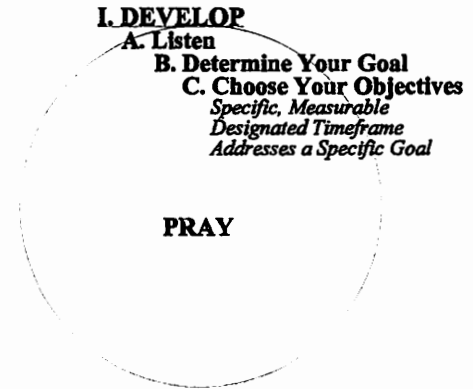 I. DEVELOP
A. Listen
B. Determine Your Goal
C. Choose Your Objectives
Specific, Measurable
Designated Timeframe
Addresses a Specific Goal
PRAY